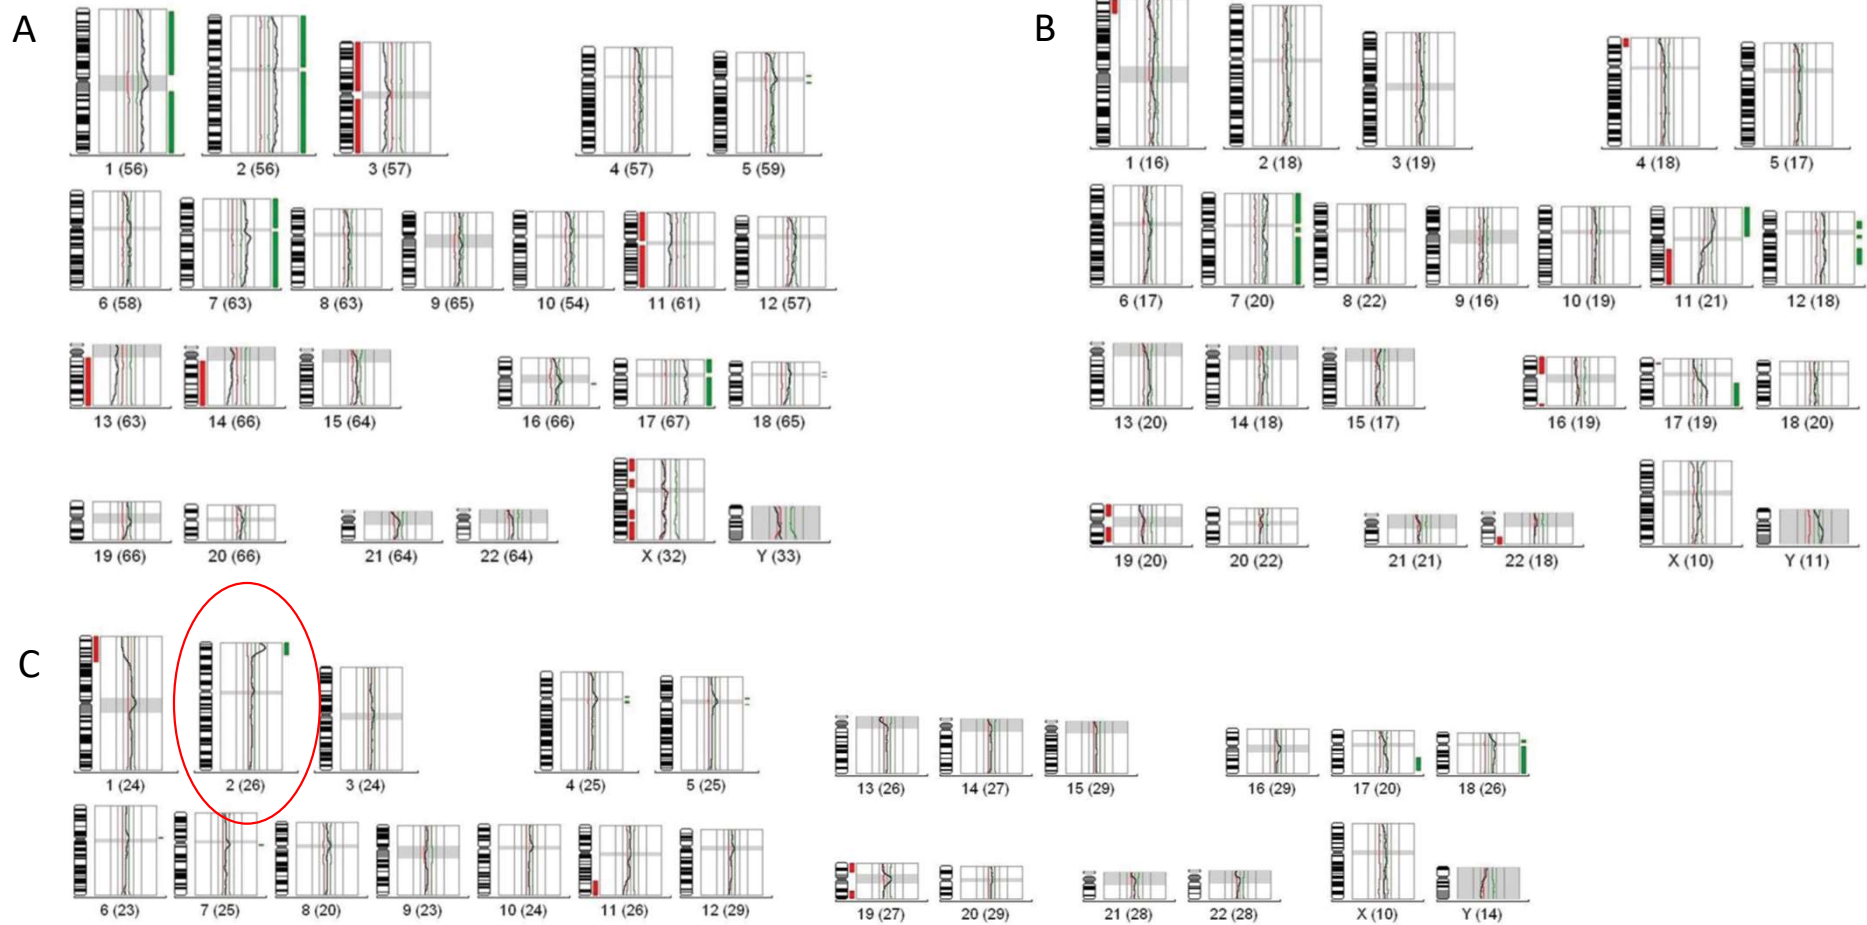 A
1 (56) 2 (56) 3 (57) 4 (57) 5 (59)
6 (58) 7 (63) 8 (63) 9 (65) 10 (54) 11 (61) 12 (57)
13 (63) 14 (66) 15 (64) 16 (66) 17 (67) 18 (65)
19 (66) 20 (66) 21 (64) 22 (64) X (32) Y (33)
B
1 (16) 2 (18) 3 (19) 4 (18) 5 (17)
6 (17) 7 (20) 8 (22) 9 (16) 10 (19) 11 (21) 12 (18)
13 (20) 14 (18) 15 (17) 16 (19) 17 (19) 18 (20)
19 (20) 20 (22) 21 (21) 22 (18) X (10) Y (11)
C
1 (24) 2 (26) 3 (24) 4 (25) 5 (25)
6 (23) 7 (25) 8 (20) 9 (23) 10 (24) 11 (26) 12 (29)
13 (26) 14 (27) 15 (29) 16 (29) 17 (20) 18 (26)
19 (27) 20 (29) 21 (28) 22 (28) X (10) Y (14)